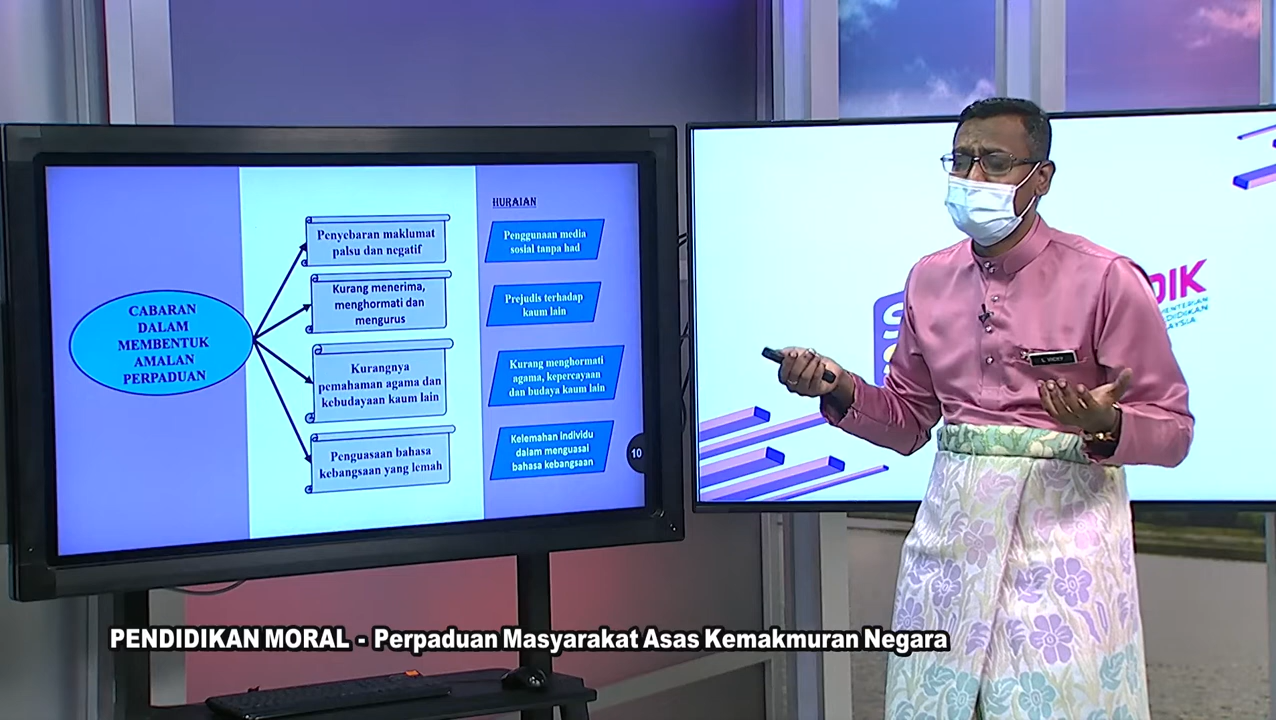 HURAIAN
CABARAN
DALAM
MEMBENTUK
AMALAN
PERPADUAN
Penyebaran maklumat
palsu dan negatif
Penggunaan media
sosial tanpa had
Kurang menerima,
menghormati dan
mengurus
Prejudis terhadap
kaum lain
Kurangnya
pemahaman agama dan
kebudayaan kaum lain
Kurang menghormati
agama, kepercayaan
dan budaya kaum lain
Penguasaan bahasa
kebangsaan yang lemah
Kelemahan individu
dalam menguasai
bahasa kebangsaan
10
DIK
PENDIDIKAN MORAL - Perpaduan Masyarakat Asas Kemakmuran Negara